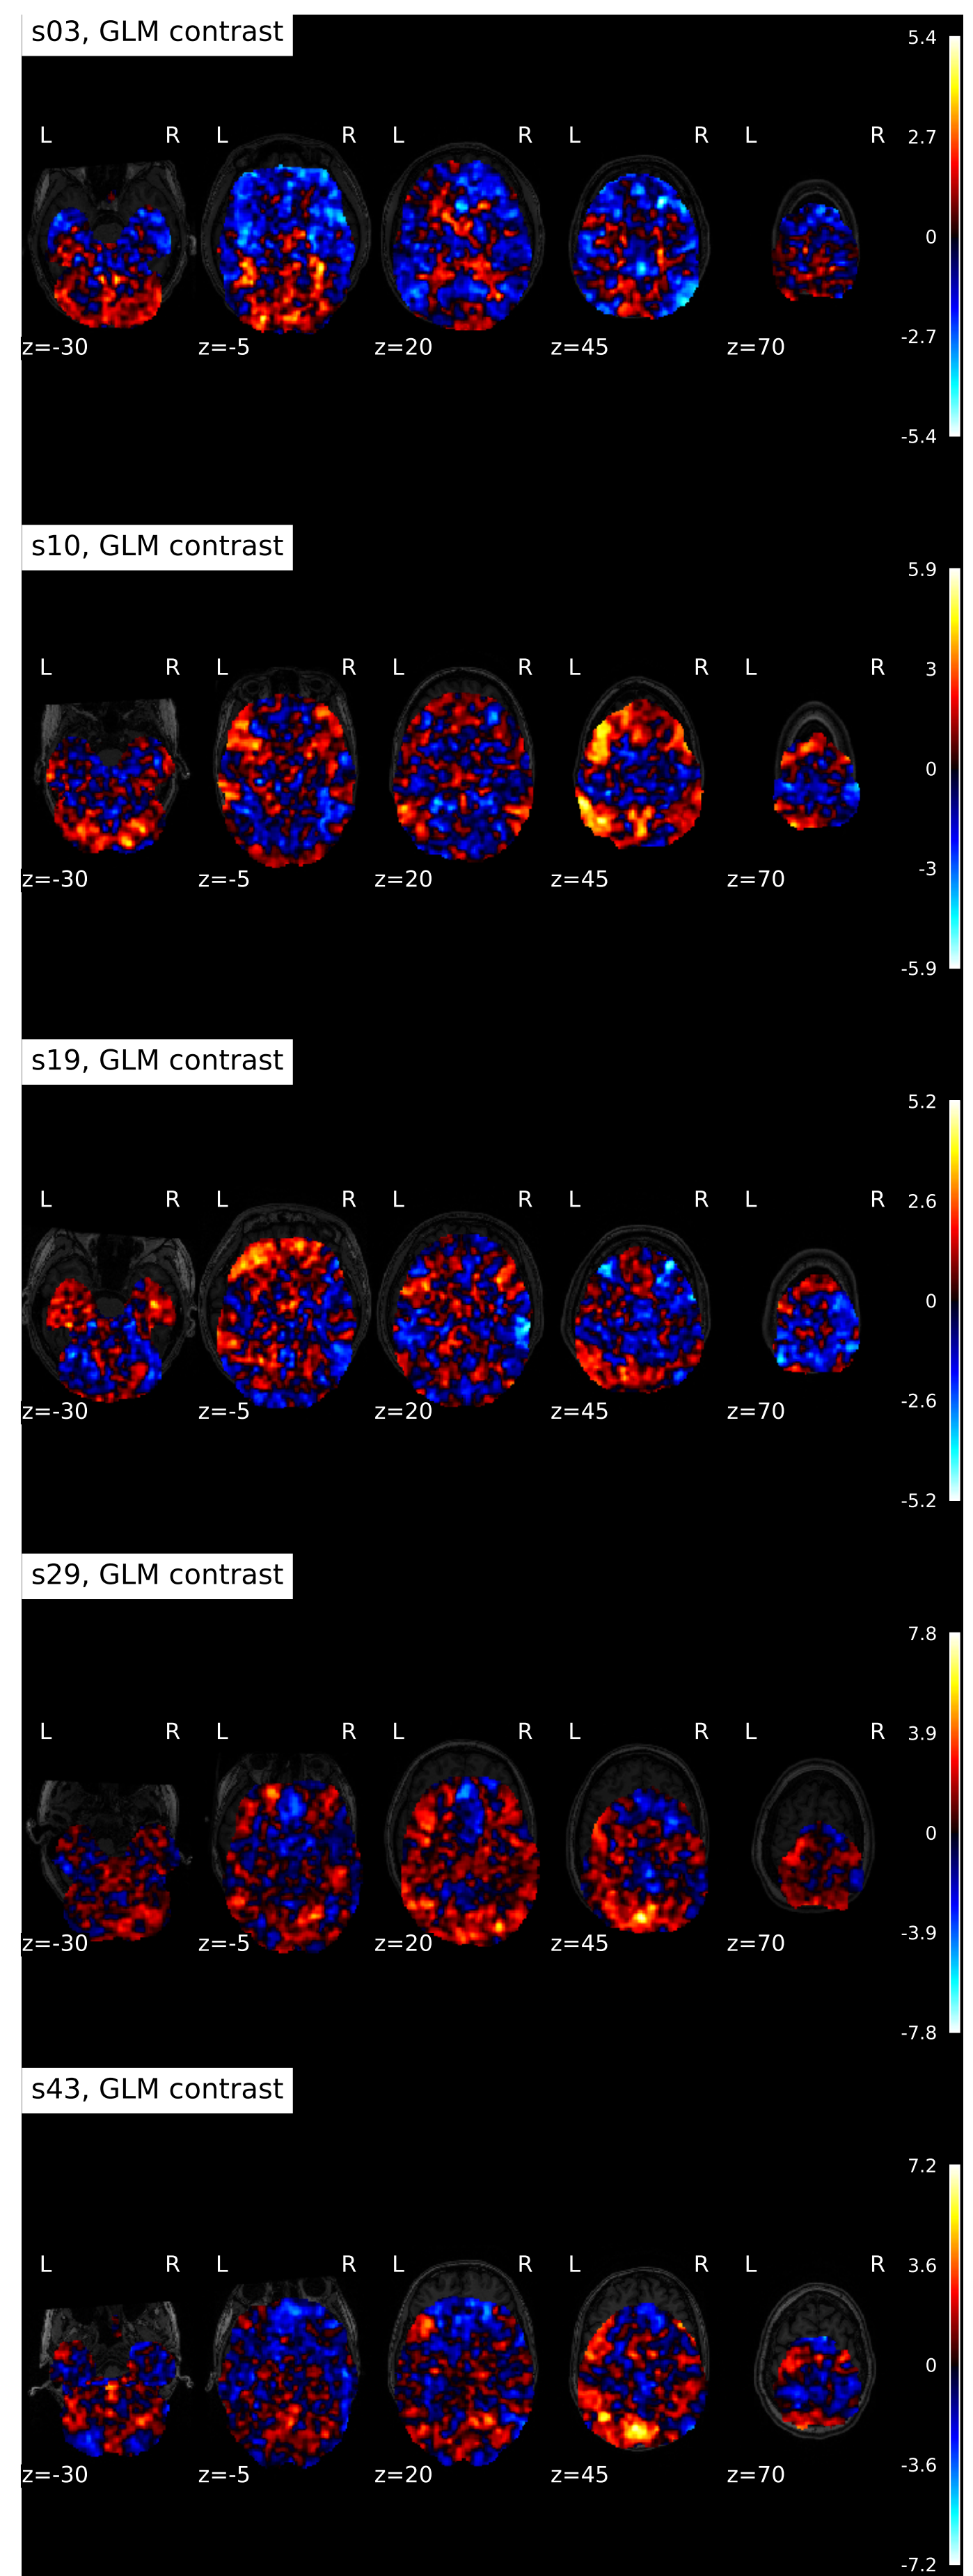 s03, GLM contrast
5.4
L R L R L R L R L R
2.7
0
z=-30 z=-5 z=20 z=45 z=70
-2.7
-5.4
s10, GLM contrast
5.9
L R L R L R L R L R
3
0
z=-30 z=-5 z=20 z=45 z=70
-3
-5.9
s19, GLM contrast
5.2
L R L R L R L R L R
2.6
0
z=-30 z=-5 z=20 z=45 z=70
-2.6
-5.2
s29, GLM contrast
7.8
L R L R L R L R L R
3.9
0
z=-30 z=-5 z=20 z=45 z=70
-3.9
-7.8
s43, GLM contrast
7.2
L R L R L R L R L R
3.6
0
z=-30 z=-5 z=20 z=45 z=70
-3.6
-7.2